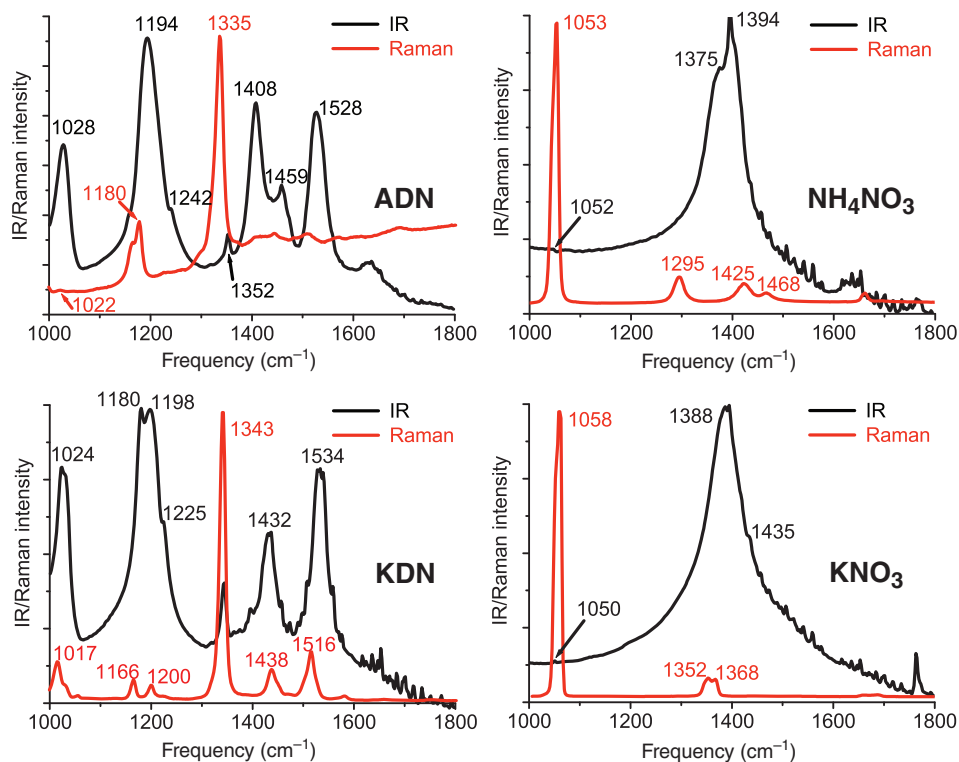 IR/Raman intensity
1028
1194
1335
1408
1528
1459
1242
1180
1352
1022
IR
Raman
ADN
1000 1200 1400 1600 1800
Frequency (cm⁻¹)
IR/Raman intensity
1053
1394
1375
1052
1295
1425
1468
IR
Raman
NH₄NO₃
1000 1200 1400 1600 1800
Frequency (cm⁻¹)
IR/Raman intensity
1180 1198
1024
1225
1343
1432
1534
1017
1166
1200
1438
1516
IR
Raman
KDN
1000 1200 1400 1600 1800
Frequency (cm⁻¹)
IR/Raman intensity
1058
1388
1435
1050
1352 1368
IR
Raman
KNO₃
1000 1200 1400 1600 1800
Frequency (cm⁻¹)